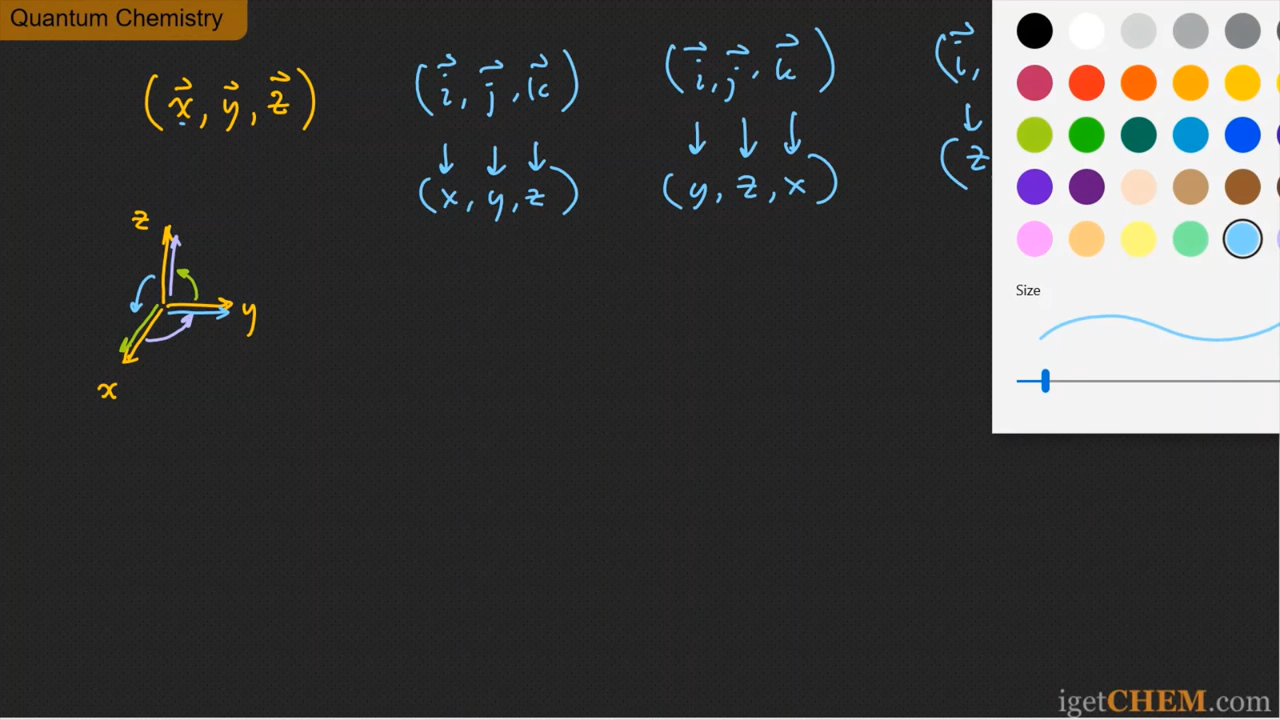 Quantum Chemistry
(x⃗, y⃗, z⃗)
(i⃗, j⃗, k⃗)
(i⃗, j⃗, k⃗)
(i⃗,
↓ ↓ ↓
↓ ↓ ↓
↓
(x, y, z)
(y, z, x)
(z
z
y
x
Size
igetCHEM.com